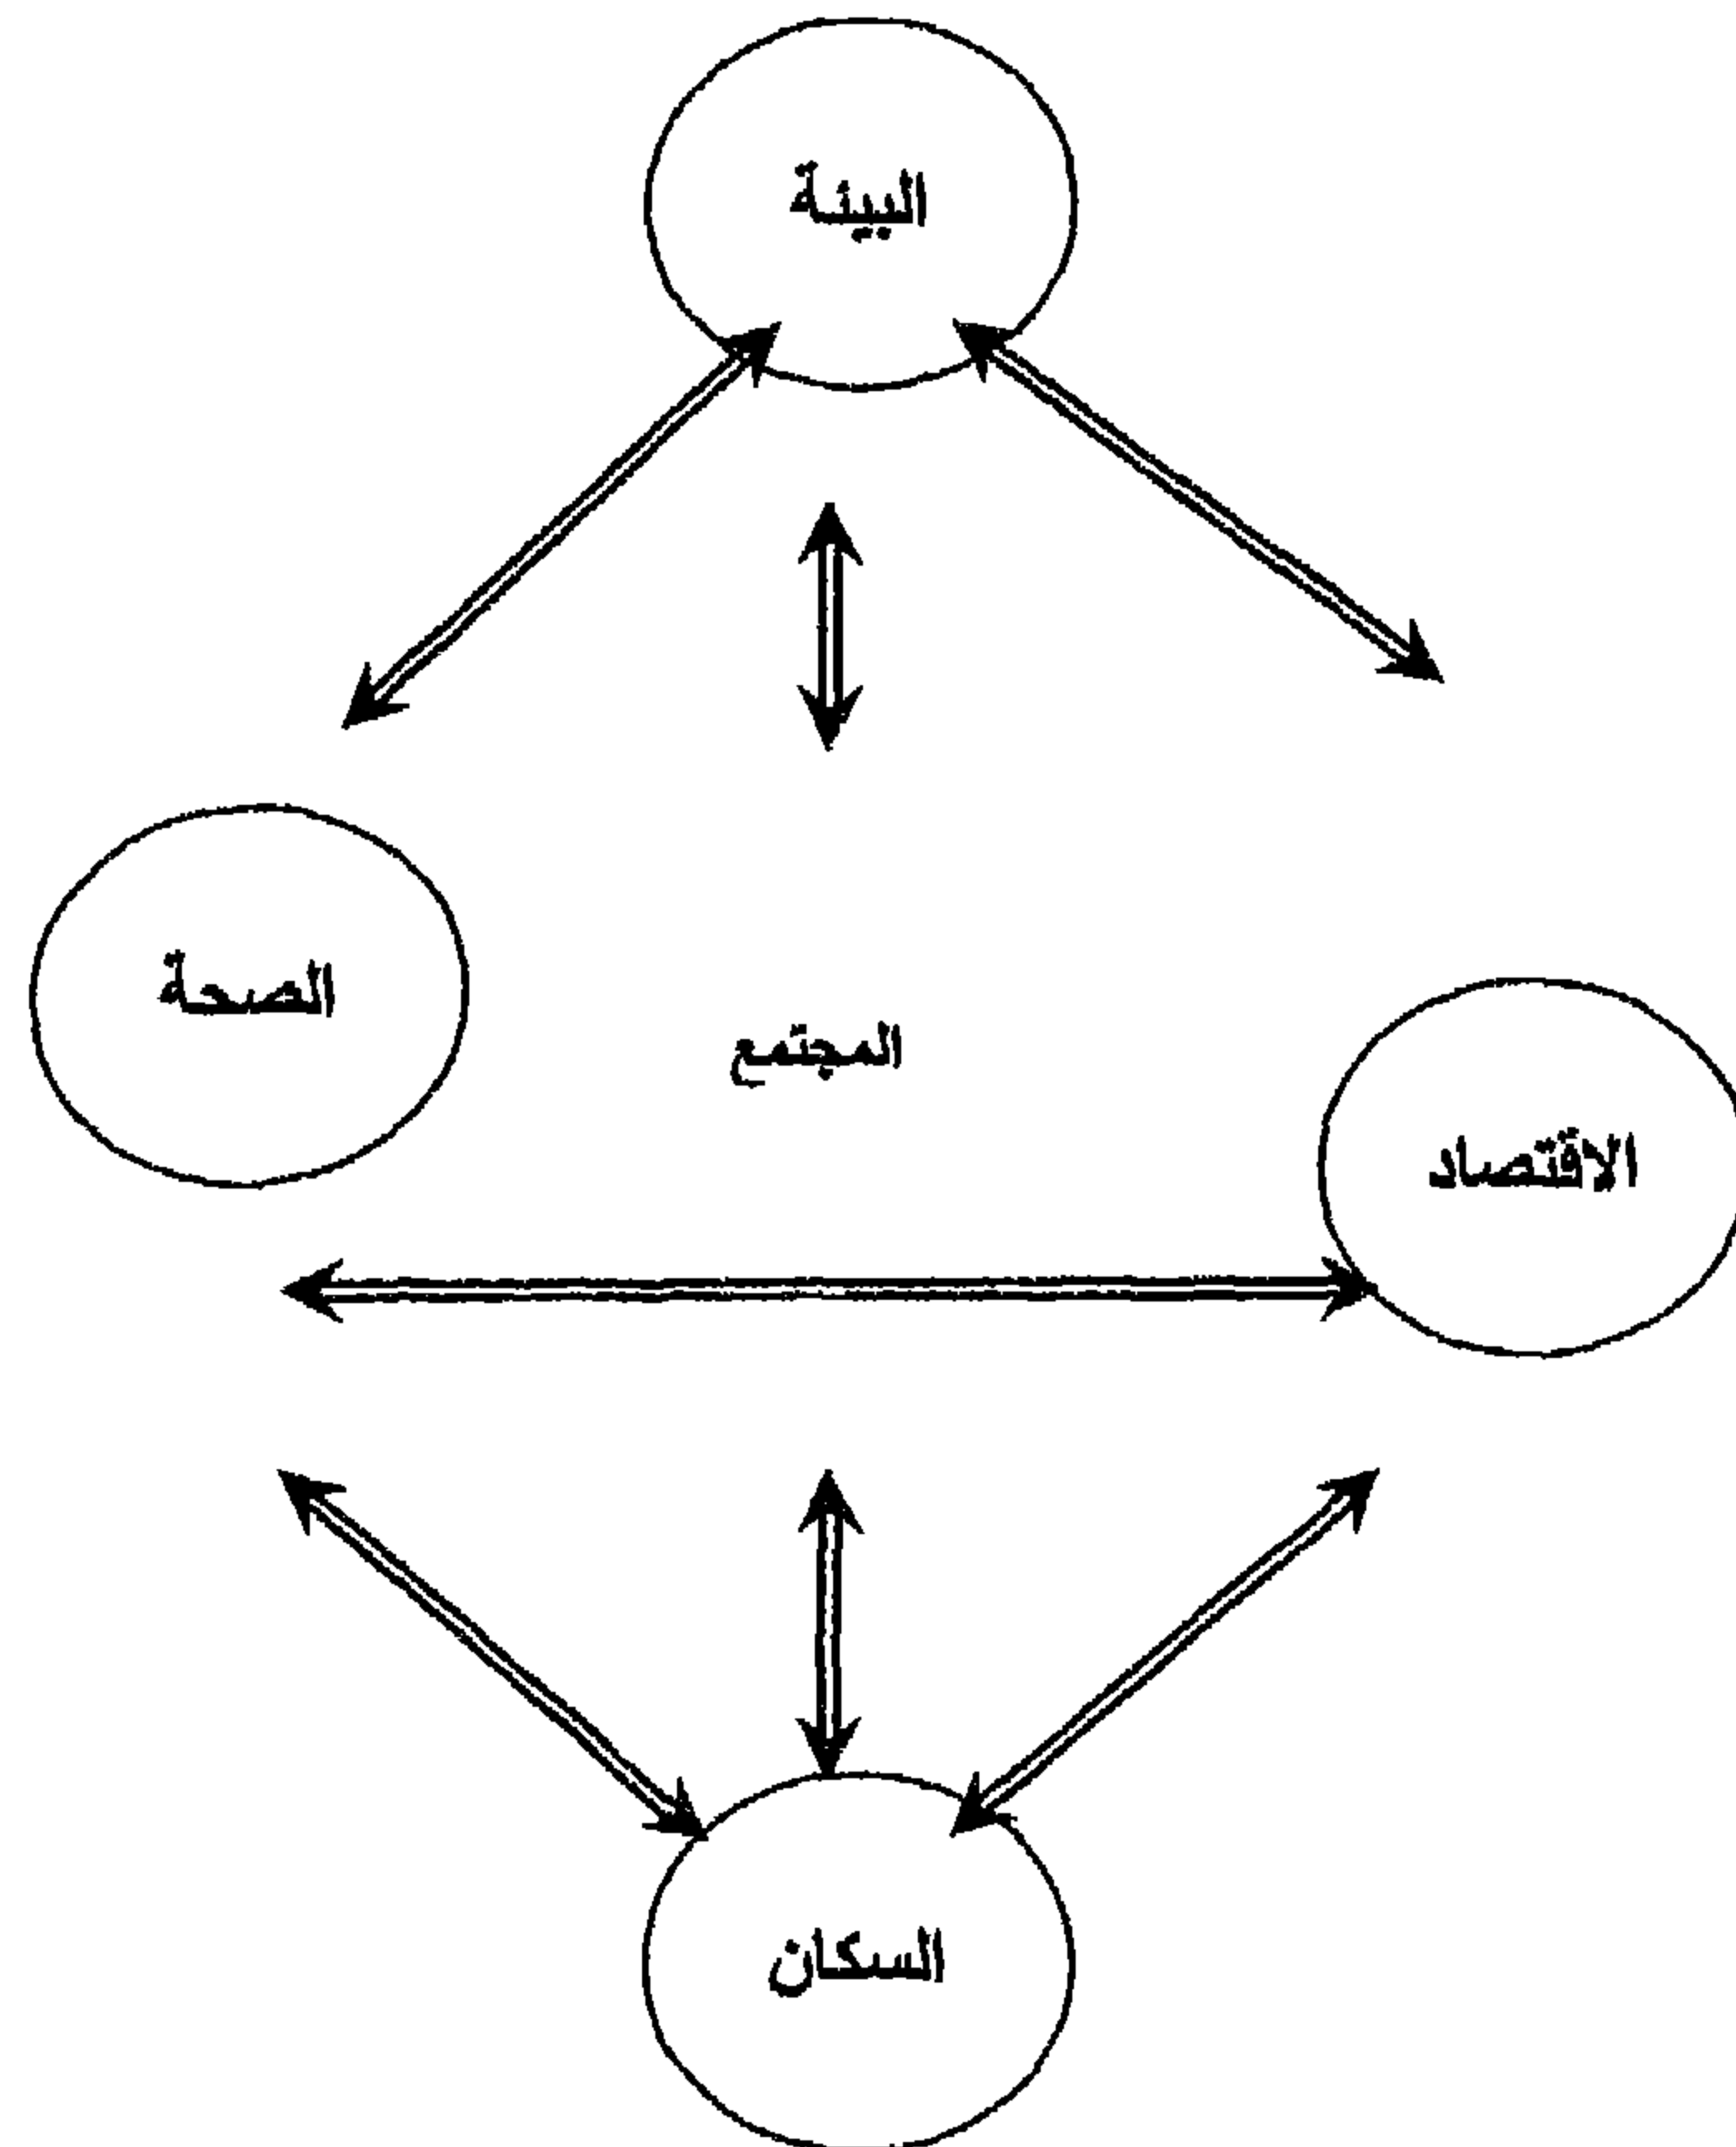 البيئة
الصحة
المجتمع
الاقتصاد
السكان